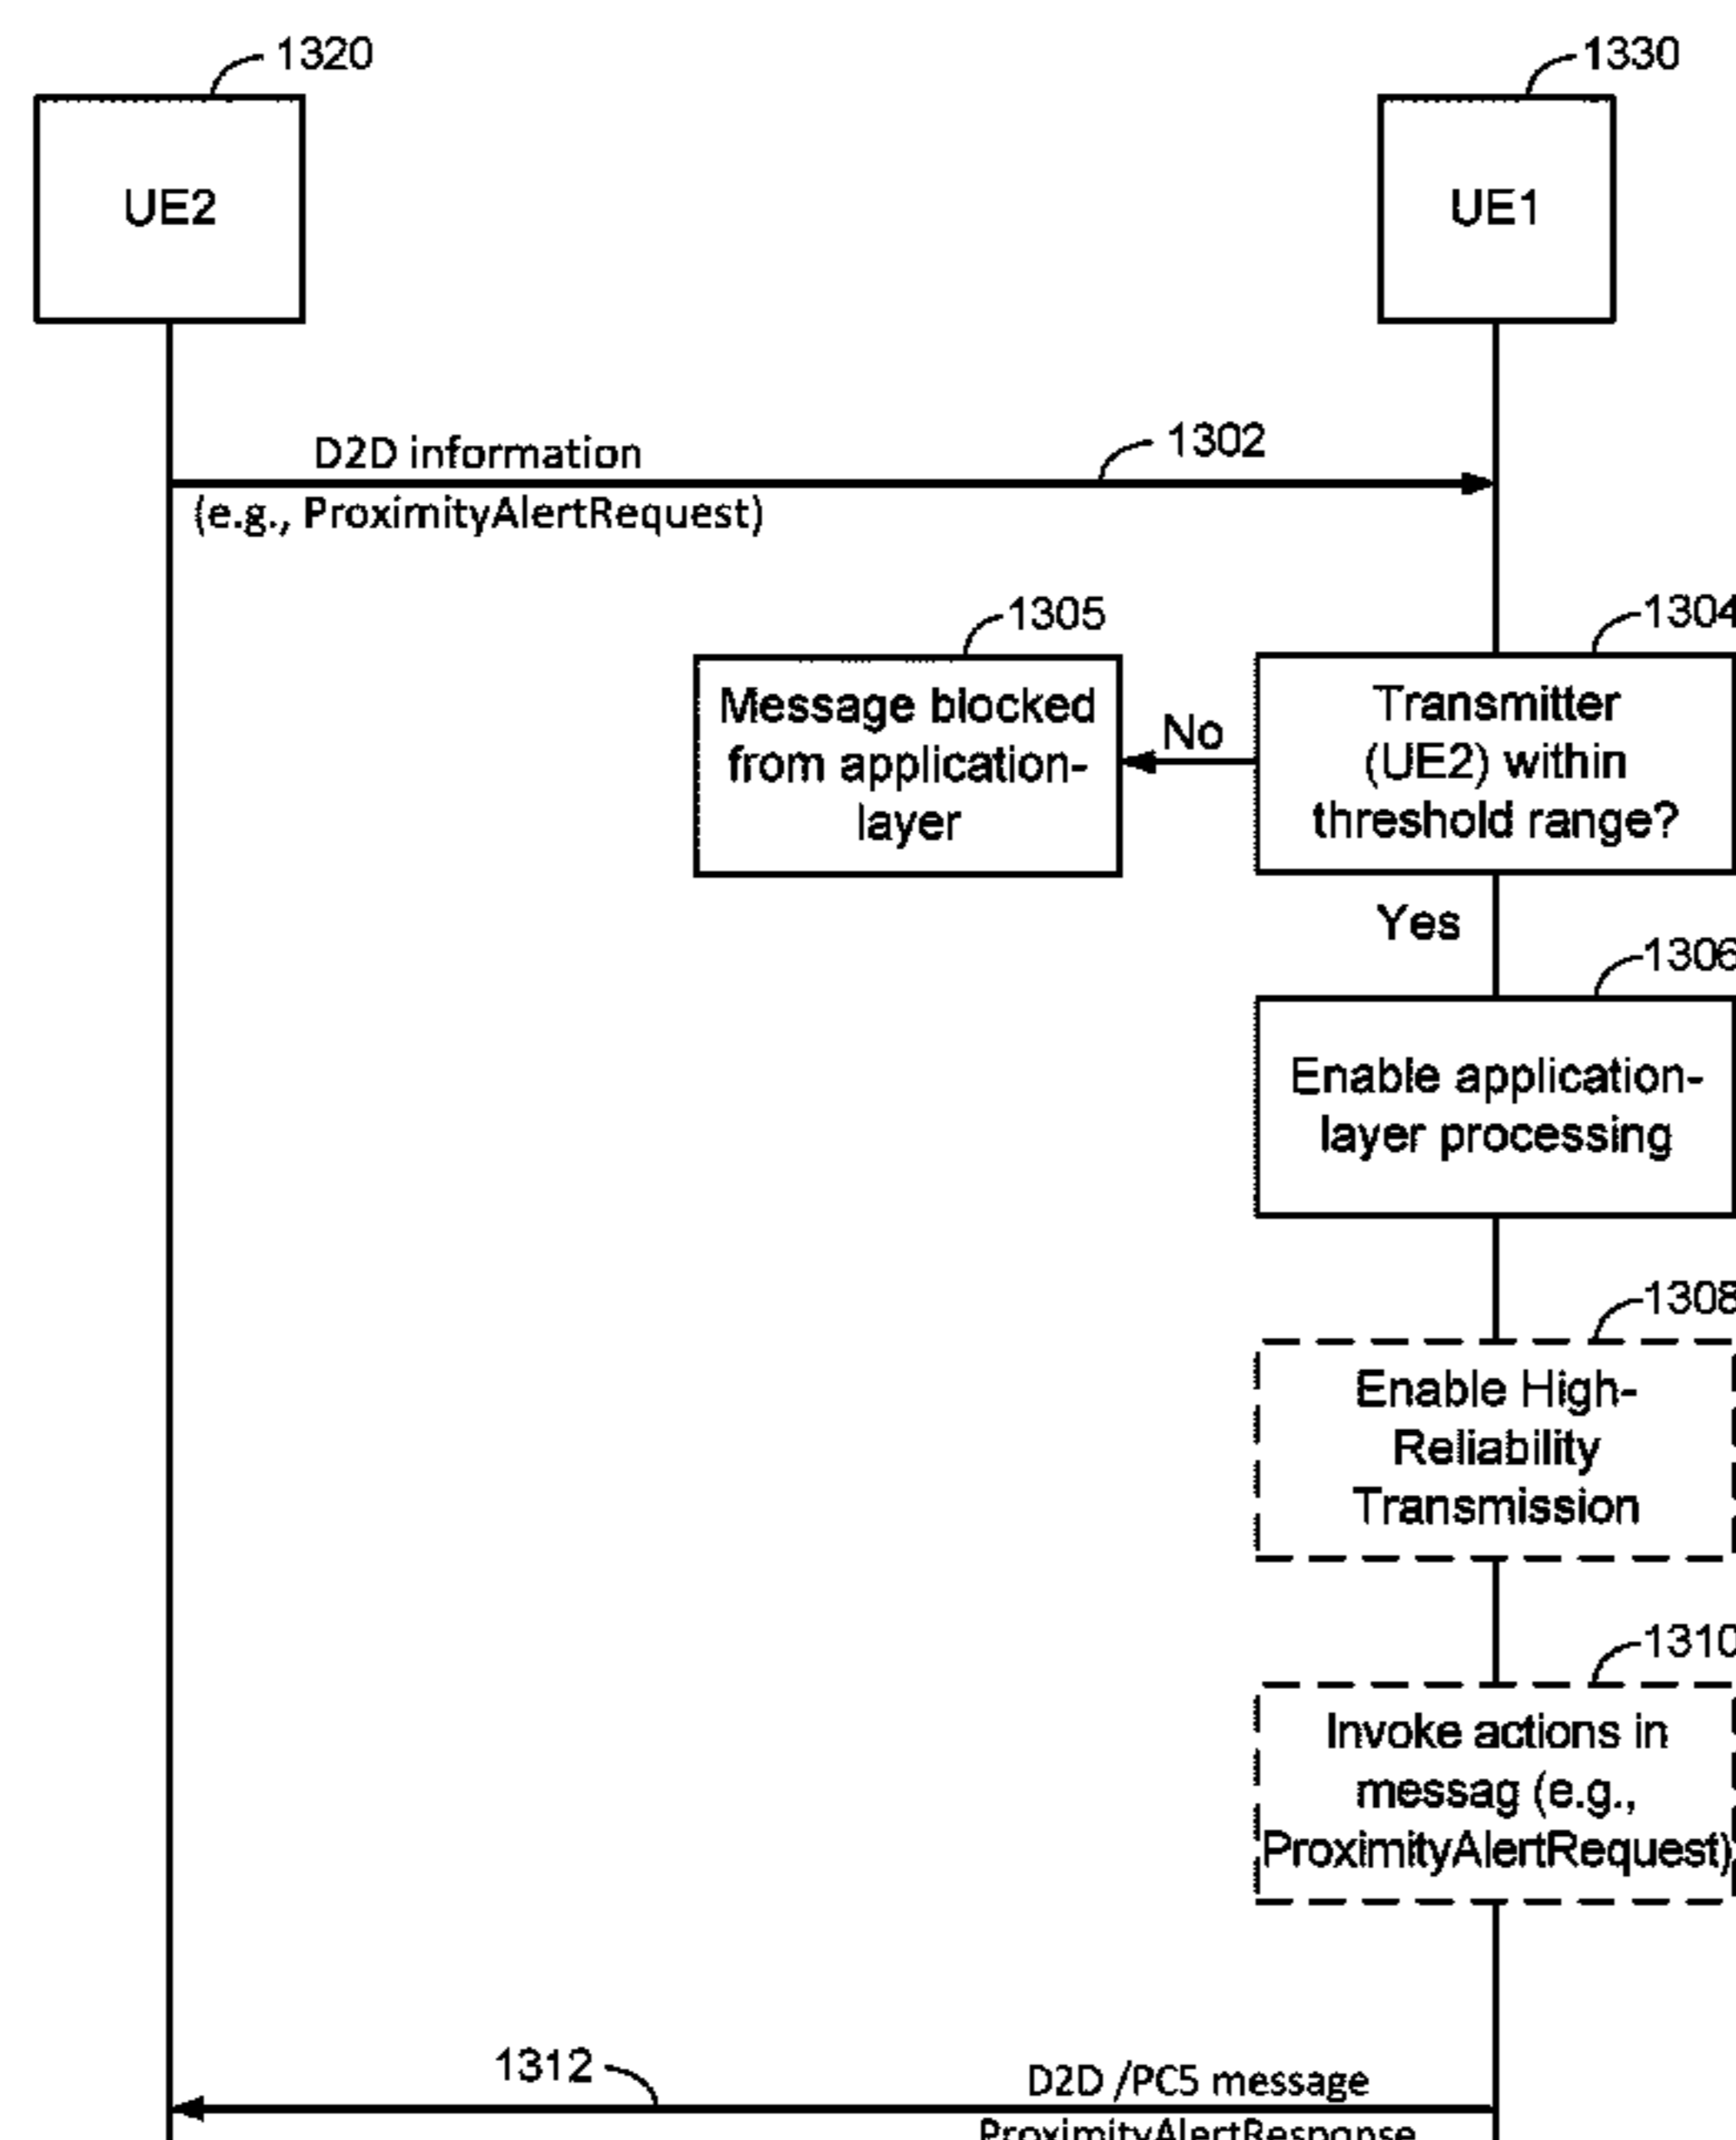 1320
1330
UE2
UE1
D2D information
1302
(e.g., ProximityAlertRequest)
1305
1304
Message blocked
from application-
layer
No
Transmitter
(UE2) within
threshold range?
Yes
1306
Enable application-
layer processing
1308
Enable High-
Reliability
Transmission
1310
Invoke actions in
messag (e.g.,
ProximityAlertRequest)
1312
D2D /PC5 message
ProximityAlertResponse